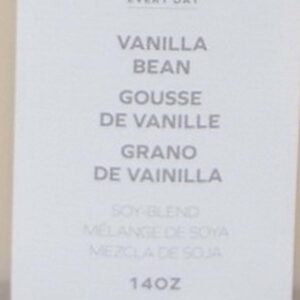 EVERY DAY
VANILLA
BEAN
GOUSSE
DE VANILLE
GRANO
DE VAINILLA
SOY-BLEND
MÉLANGE DE SOYA
MEZCLA DE SOJA
14OZ